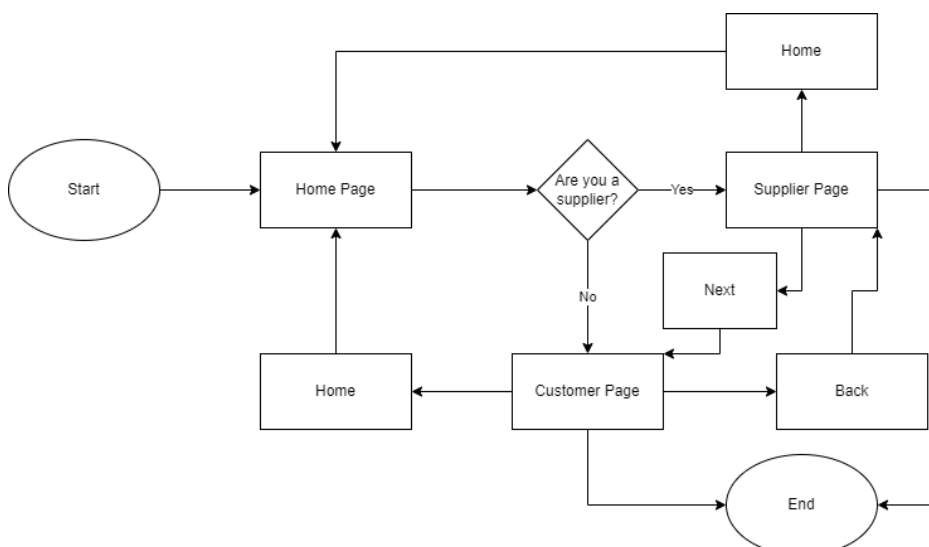 Home
Start
Home Page
Are you a
supplier?
Yes
Supplier Page
Next
No
Home
Customer Page
Back
End